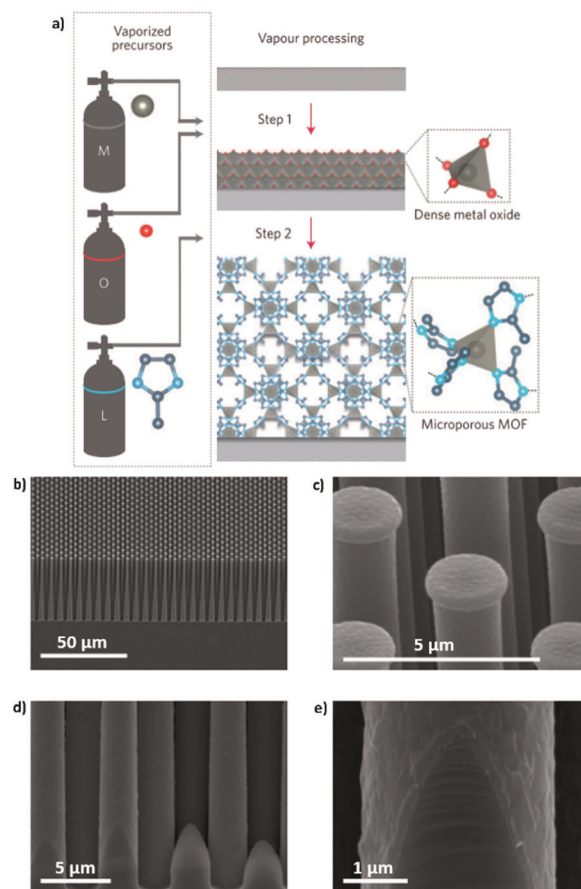 a)
Vaporized
precursors
Vapour processing
M
Step 1
Dense metal oxide
O
Step 2
L
Microporous MOF
b)
50 µm
c)
5 µm
d)
5 µm
e)
1 µm